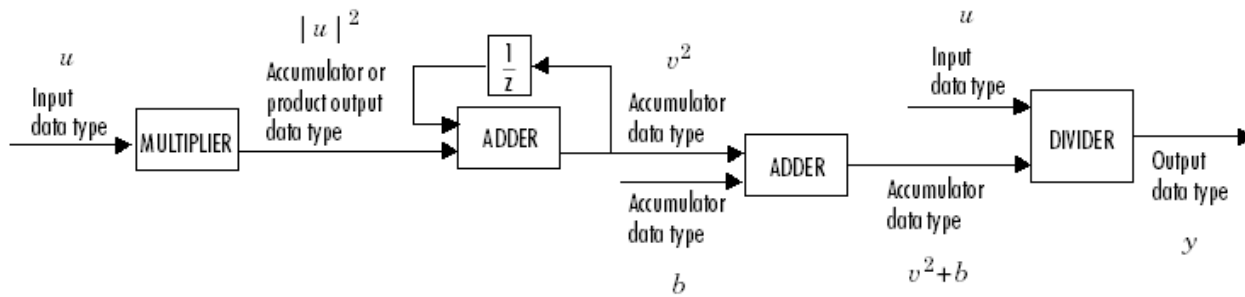 u
Input
data type
MULTIPLIER
| u | 2
Accumulator or
product output
data type
1
z
ADDER
v2
Accumulator
data type
Accumulator
data type
b
ADDER
Accumulator
data type
v2+b
u
Input
data type
DIVIDER
Output
data type
y